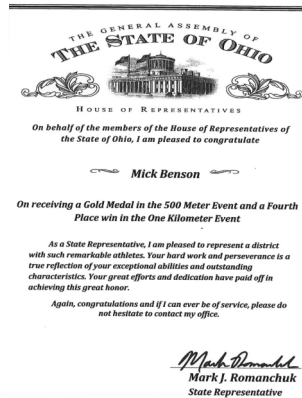 THE GENERAL ASSEMBLY OF
THE STATE OF OHIO
HOUSE OF REPRESENTATIVES
On behalf of the members of the House of Representatives of
the State of Ohio, I am pleased to congratulate
Mick Benson
On receiving a Gold Medal in the 500 Meter Event and a Fourth
Place win in the One Kilometer Event
As a State Representative, I am pleased to represent a district
with such remarkable athletes. Your hard work and perseverance is a
true reflection of your exceptional abilities and outstanding
characteristics. Your great efforts and dedication have paid off in
achieving this great honor.
Again, congratulations and if I can ever be of service, please do
not hesitate to contact my office.
Mark Romanchuk
Mark J. Romanchuk
State Representative